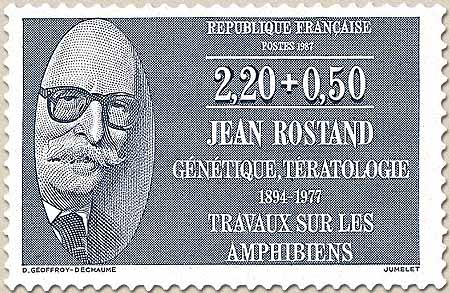 REPUBLIQUE FRANÇAISE
POSTES 1987
2,20+0,50
JEAN ROSTAND
GÉNÉTIQUE, TERATOLOGIE
1894-1977
TRAVAUX SUR LES
AMPHIBIENS
D. GEOFFROY-DECHAUME JUMELET